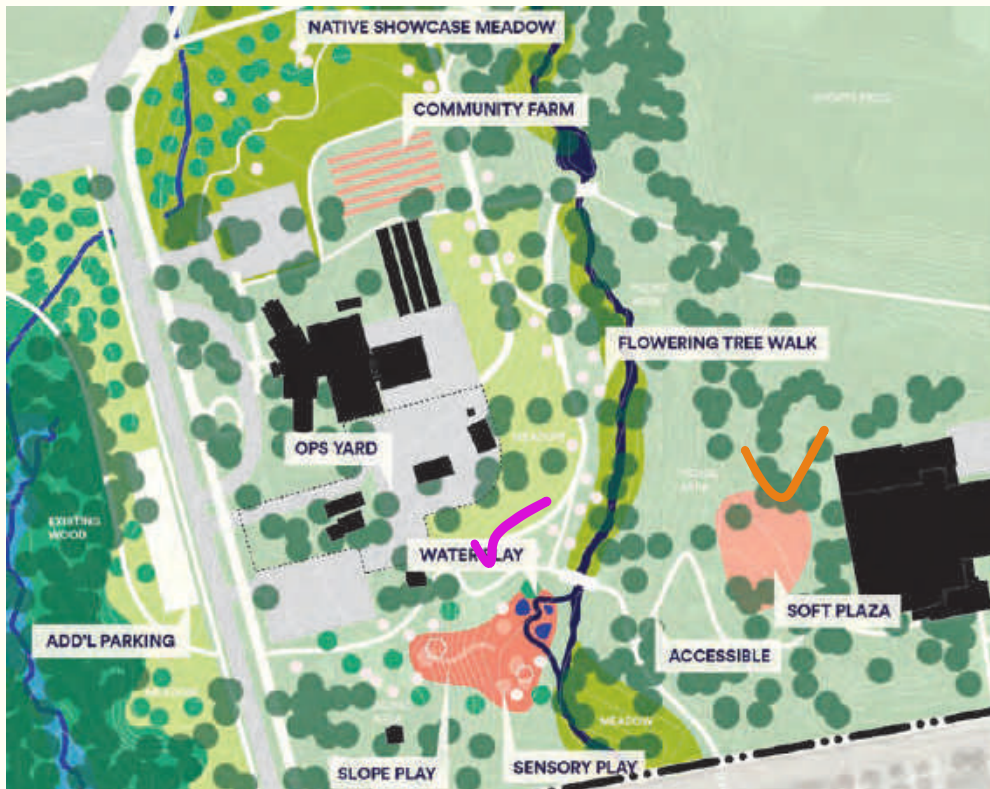 NATIVE SHOWCASE MEADOW
COMMUNITY FARM
FLOWERING TREE WALK
OPS YARD
EXISTING
WOOD
WATER PLAY
SOFT PLAZA
ADD'L PARKING
ACCESSIBLE
MEADOW
SLOPE PLAY
SENSORY PLAY